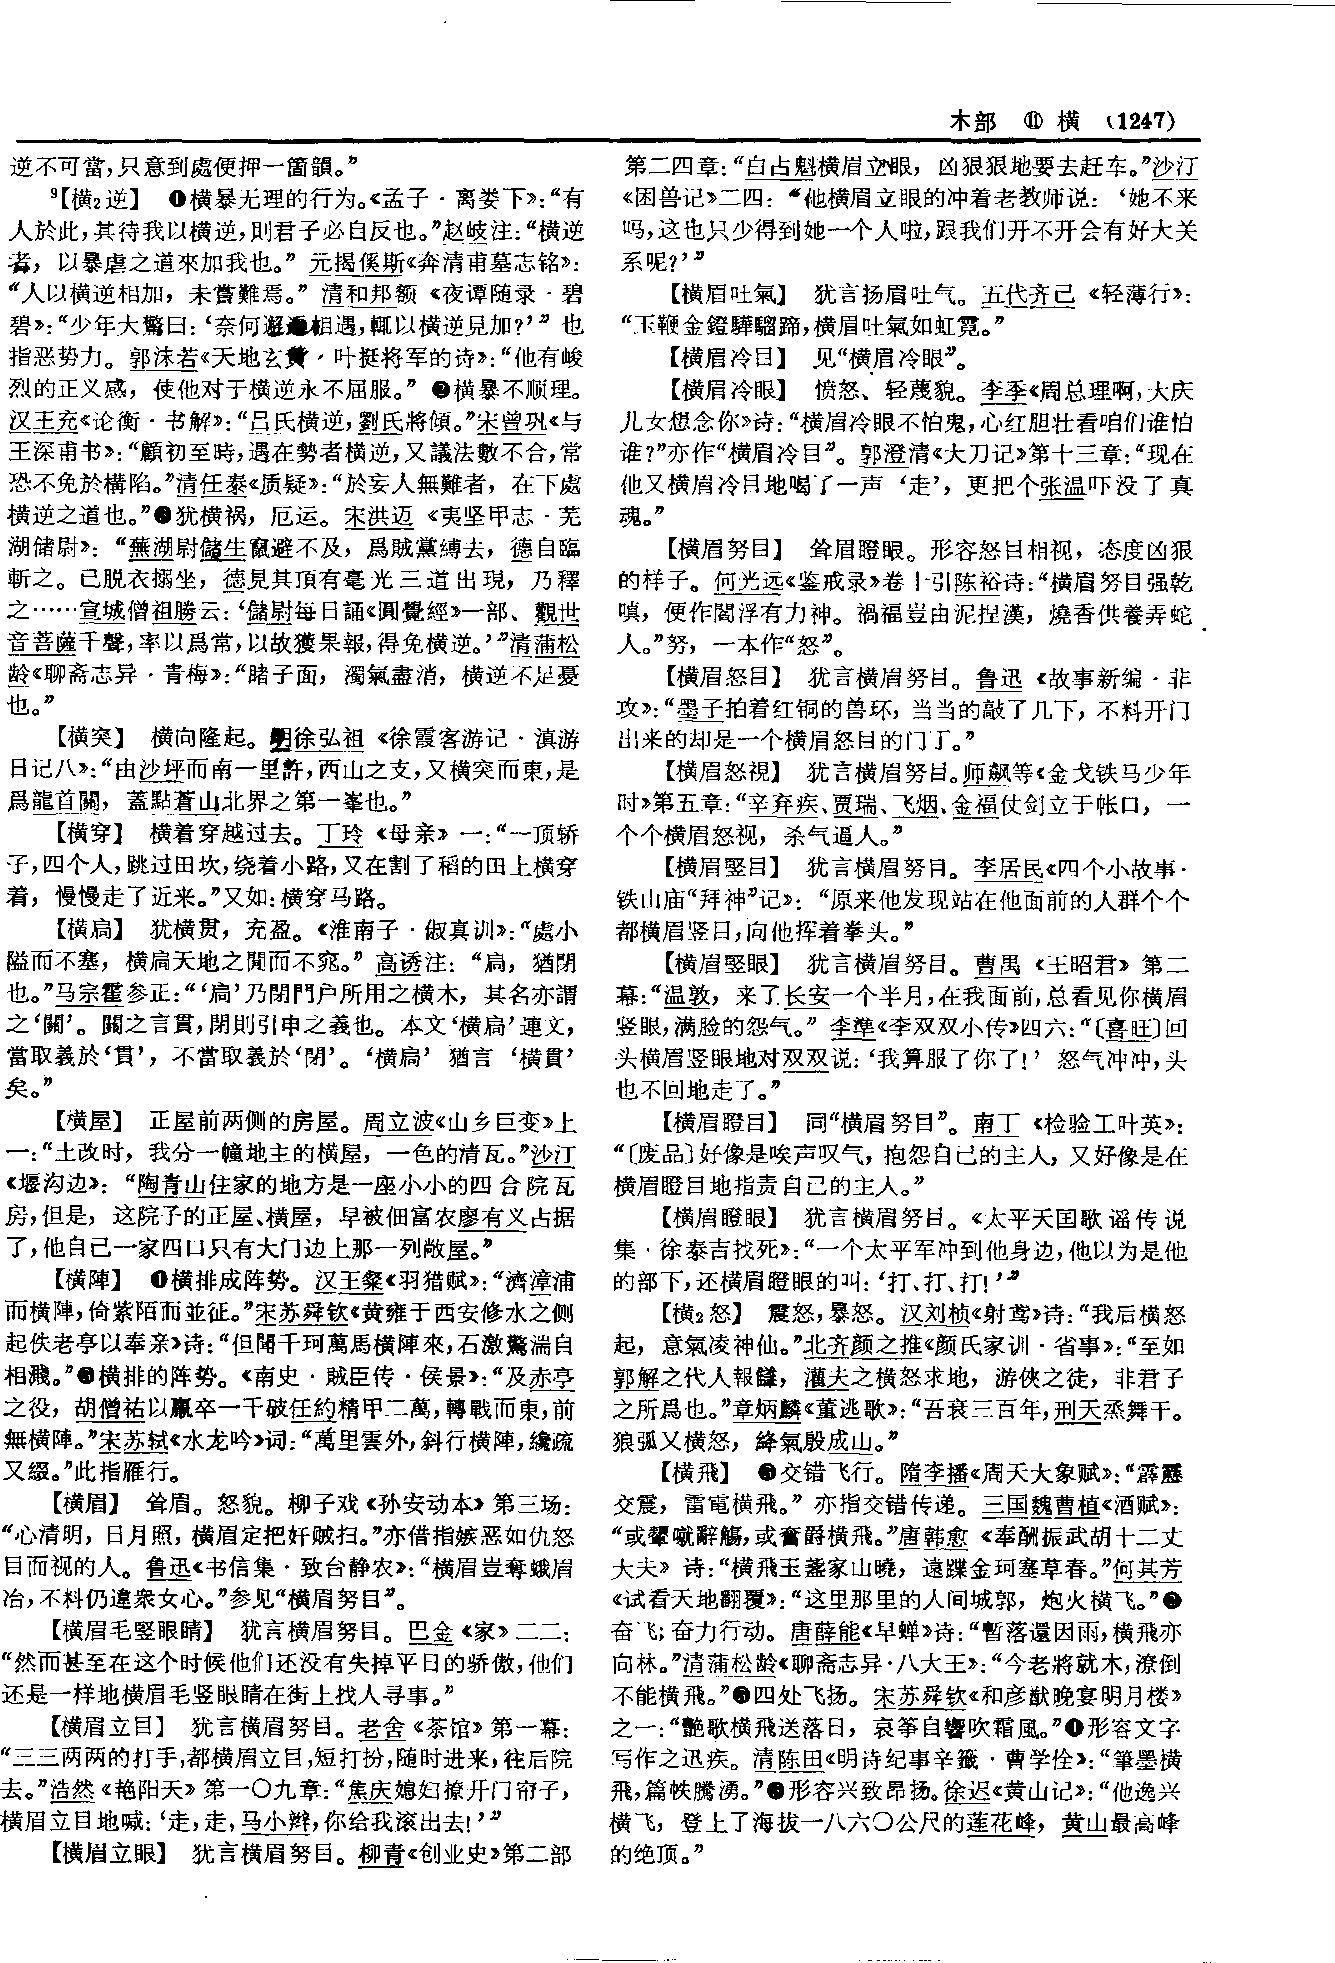 木部 ⑪ 横 (1247)
逆不可當，只意到處便押一箇韻。”
⁹【横₂逆】 ❶横暴无理的行为。《孟子·离娄下》：“有
人於此，其待我以横逆，則君子必自反也。”赵岐注：“横逆
者，以暴虐之道來加我也。”元揭傒斯《奔清甫墓志铭》：
“人以横逆相加，未嘗難焉。”清和邦额《夜谭随录·碧
碧》：“少年大驚曰：‘奈何邂逅相遇，輒以横逆見加？’”也
指恶势力。郭沫若《天地玄黄·叶挺将军的诗》：“他有峻
烈的正义感，使他对于横逆永不屈服。”❷横暴不顺理。
汉王充《论衡·书解》：“吕氏横逆，劉氏將傾。”宋曾巩《与
王深甫书》：“顧初至時，遇在勢者横逆，又議法數不合，常
恐不免於横陷。”清任泰《质疑》：“於妄人無難者，在下處
横逆之道也。”❸犹横祸，厄运。宋洪迈《夷坚甲志·芜
湖储尉》：“蕪湖尉儲生竄避不及，爲賊黨縛去，德自臨
斬之。已脱衣搦坐，德見其頂有毫光三道出現，乃釋
之……宣城僧祖勝云：‘儲尉每日誦《圓覺經》一部、觀世
音菩薩千聲，率以爲常，以故獲果報，得免横逆。’”清蒲松
龄《聊斋志异·青梅》：“睹子面，濁氣盡消，横逆不足憂
也。”
【横突】 横向隆起。明徐弘祖《徐霞客游记·滇游
日记八》：“由沙坪而南一里許，西山之支，又横突而東，是
爲龍首關，蓋點蒼山北界之第一峯也。”
【横穿】 横着穿越过去。丁玲《母亲》一：“一顶轿
子，四个人，跳过田坎，绕着小路，又在割了稻的田上横穿
着，慢慢走了近来。”又如：横穿马路。
【横扃】 犹横贯，充盈。《淮南子·俶真训》：“處小
隘而不塞，横扃天地之間而不窕。”高诱注：“扃，猶閉
也。”马宗霍参正：“‘扃’乃閉門户所用之横木，其名亦謂
之‘關’。關之言貫，閉則引申之義也。本文‘横扃’連文，
當取義於‘貫’，不當取義於‘閉’。‘横扃’猶言‘横貫’
矣。”
【横屋】 正屋前两侧的房屋。周立波《山乡巨变》上
一：“土改时，我分一幢地主的横屋，一色的清瓦。”沙汀
《堰沟边》：“陶青山住家的地方是一座小小的四合院瓦
房，但是，这院子的正屋、横屋，早被佃富农廖有义占据
了，他自己一家四口只有大门边上那一列敞屋。”
【横陣】 ❶横排成阵势。汉王粲《羽猎赋》：“濟漳浦
而横陣，倚紫陌而並征。”宋苏舜钦《黄雍于西安修水之侧
起佚老亭以奉亲》诗：“但聞千珂萬馬横陣來，石激驚湍自
相濺。”❷横排的阵势。《南史·贼臣传·侯景》：“及赤亭
之役，胡僧祐以羸卒一千破任約精甲二萬，轉戰而東，前
無横陣。”宋苏轼《水龙吟》词：“萬里雲外，斜行横陣，纔疏
又綴。”此指雁行。
【横眉】 耸眉。怒貌。柳子戏《孙安动本》第三场：
“心清明，日月照，横眉定把奸贼扫。”亦借指嫉恶如仇怒
目而视的人。鲁迅《书信集·致台静农》：“横眉豈奪蛾眉
冶，不料仍違衆女心。”参见“横眉努目”。
【横眉毛竖眼睛】 犹言横眉努目。巴金《家》二二：
“然而甚至在这个时候他们还没有失掉平日的骄傲，他们
还是一样地横眉毛竖眼睛在街上找人寻事。”
【横眉立目】 犹言横眉努目。老舍《茶馆》第一幕：
“三三两两的打手，都横眉立目，短打扮，随时进来，往后院
去。”浩然《艳阳天》第一〇九章：“焦庆媳妇撩开门帘子，
横眉立目地喊：‘走，走，马小辫，你给我滚出去！’”
【横眉立眼】 犹言横眉努目。柳青《创业史》第二部
第二四章：“白占魁横眉立眼，凶狠狠地要去赶车。”沙汀
《困兽记》二四：“他横眉立眼的冲着老教师说：‘她不来
吗，这也只少得到她一个人啦，跟我们开不开会有好大关
系呢？’”
【横眉吐氣】 犹言扬眉吐气。五代齐己《轻薄行》：
“玉鞭金鐙驊騮蹄，横眉吐氣如虹霓。”
【横眉冷目】 见“横眉冷眼”。
【横眉冷眼】 愤怒、轻蔑貌。李季《周总理啊，大庆
儿女想念你》诗：“横眉冷眼不怕鬼，心红胆壮看咱们谁怕
谁？”亦作“横眉冷目”。郭澄清《大刀记》第十三章：“现在
他又横眉冷目地喝了一声‘走’，更把个张温吓没了真
魂。”
【横眉努目】 耸眉瞪眼。形容怒目相视，态度凶狠
的样子。何光远《鉴戒录》卷十引陈裕诗：“横眉努目强乾
嗔，便作閻浮有力神。禍福豈由泥捏漢，燒香供養弄蛇
人。”努，一本作“怒”。
【横眉怒目】 犹言横眉努目。鲁迅《故事新编·非
攻》：“墨子拍着红铜的兽环，当当的敲了几下，不料开门
出来的却是一个横眉怒目的门丁。”
【横眉怒視】 犹言横眉努目。师飙等《金戈铁马少年
时》第五章：“辛弃疾、贾瑞、飞烟、金福仗剑立于帐口，一
个个横眉怒视，杀气逼人。”
【横眉竪目】 犹言横眉努目。李居民《四个小故事·
铁山庙“拜神”记》：“原来他发现站在他面前的人群个个
都横眉竖目，向他挥着拳头。”
【横眉竪眼】 犹言横眉努目。曹禺《王昭君》第二
幕：“温敦，来了长安一个半月，在我面前，总看见你横眉
竖眼，满脸的怨气。”李準《李双双小传》四六：“〔喜旺〕回
头横眉竖眼地对双双说：‘我算服了你了！’怒气冲冲，头
也不回地走了。”
【横眉瞪目】 同“横眉努目”。南丁《检验工叶英》：
“〔废品〕好像是唉声叹气，抱怨自己的主人，又好像是在
横眉瞪目地指责自己的主人。”
【横眉瞪眼】 犹言横眉努目。《太平天国歌谣传说
集·徐泰吉找死》：“一个太平军冲到他身边，他以为是他
的部下，还横眉瞪眼的叫：‘打、打、打！’”
【横₂怒】 震怒，暴怒。汉刘桢《射鸢》诗：“我后横怒
起，意氣凌神仙。”北齐颜之推《颜氏家训·省事》：“至如
郭解之代人報讎，灌夫之横怒求地，游俠之徒，非君子
之所爲也。”章炳麟《董逃歌》：“吾衰三百年，刑天烝舞干。
狼弧又横怒，絳氣殷成山。”
【横飛】 ❶交错飞行。隋李播《周天大象赋》：“霹靂
交震，雷電横飛。”亦指交错传递。三国魏曹植《酒赋》：
“或顰噈辭觴，或奮爵横飛。”唐韩愈《奉酬振武胡十二丈
大夫》诗：“横飛玉盞家山曉，遠蹀金珂塞草春。”何其芳
《试看天地翻覆》：“这里那里的人间城郭，炮火横飞。”❷
奋飞；奋力行动。唐薛能《早蝉》诗：“暫落還因雨，横飛亦
向林。”清蒲松龄《聊斋志异·八大王》：“今老將就木，潦倒
不能横飛。”❸四处飞扬。宋苏舜钦《和彦猷晚宴明月楼》
之一：“艷歌横飛送落日，哀筝自響吹霜風。”❹形容文字
写作之迅疾。清陈田《明诗纪事辛籤·曹学佺》：“筆墨横
飛，篇帙騰湧。”❺形容兴致昂扬。徐迟《黄山记》：“他逸兴
横飞，登上了海拔一八六〇公尺的莲花峰，黄山最高峰
的绝顶。”